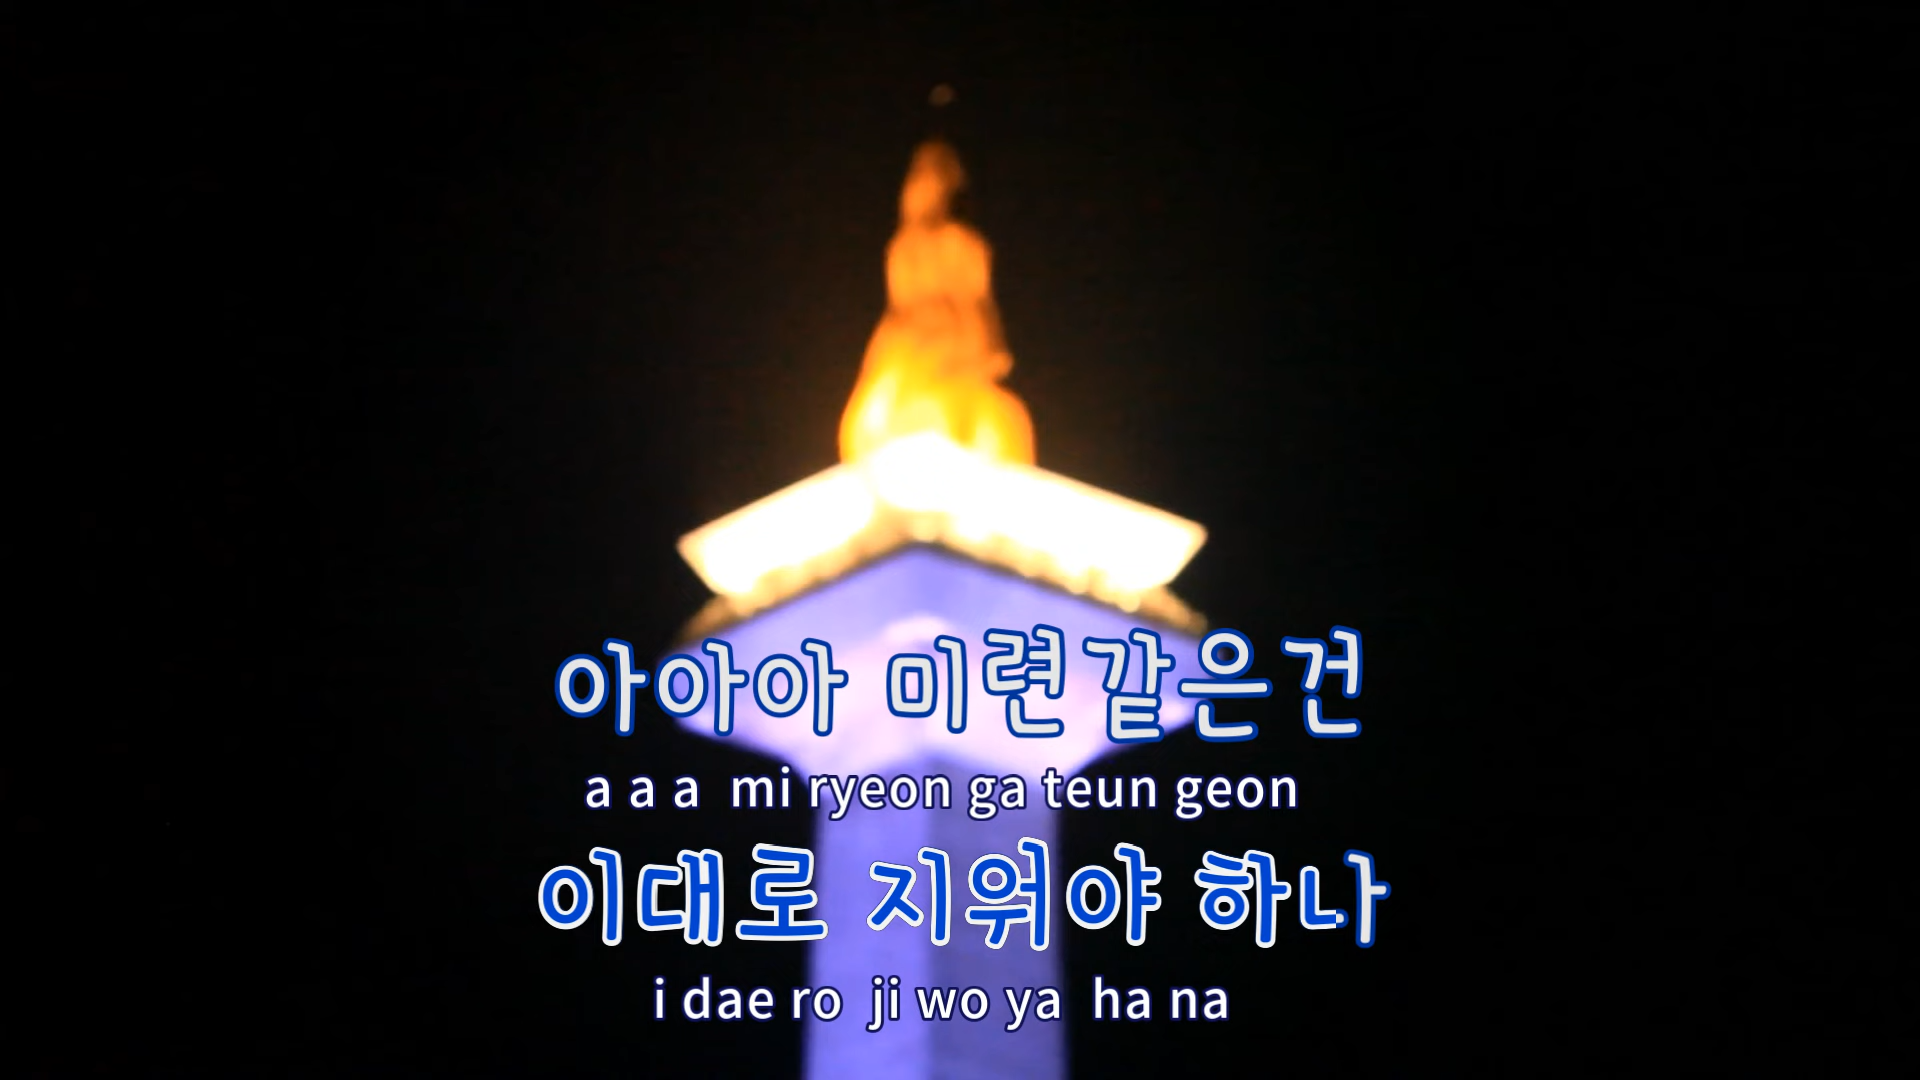 아아아 미련같은건
a a a mi ryeon ga teun geon
이대로 지워야 하나
i dae ro ji wo ya ha na